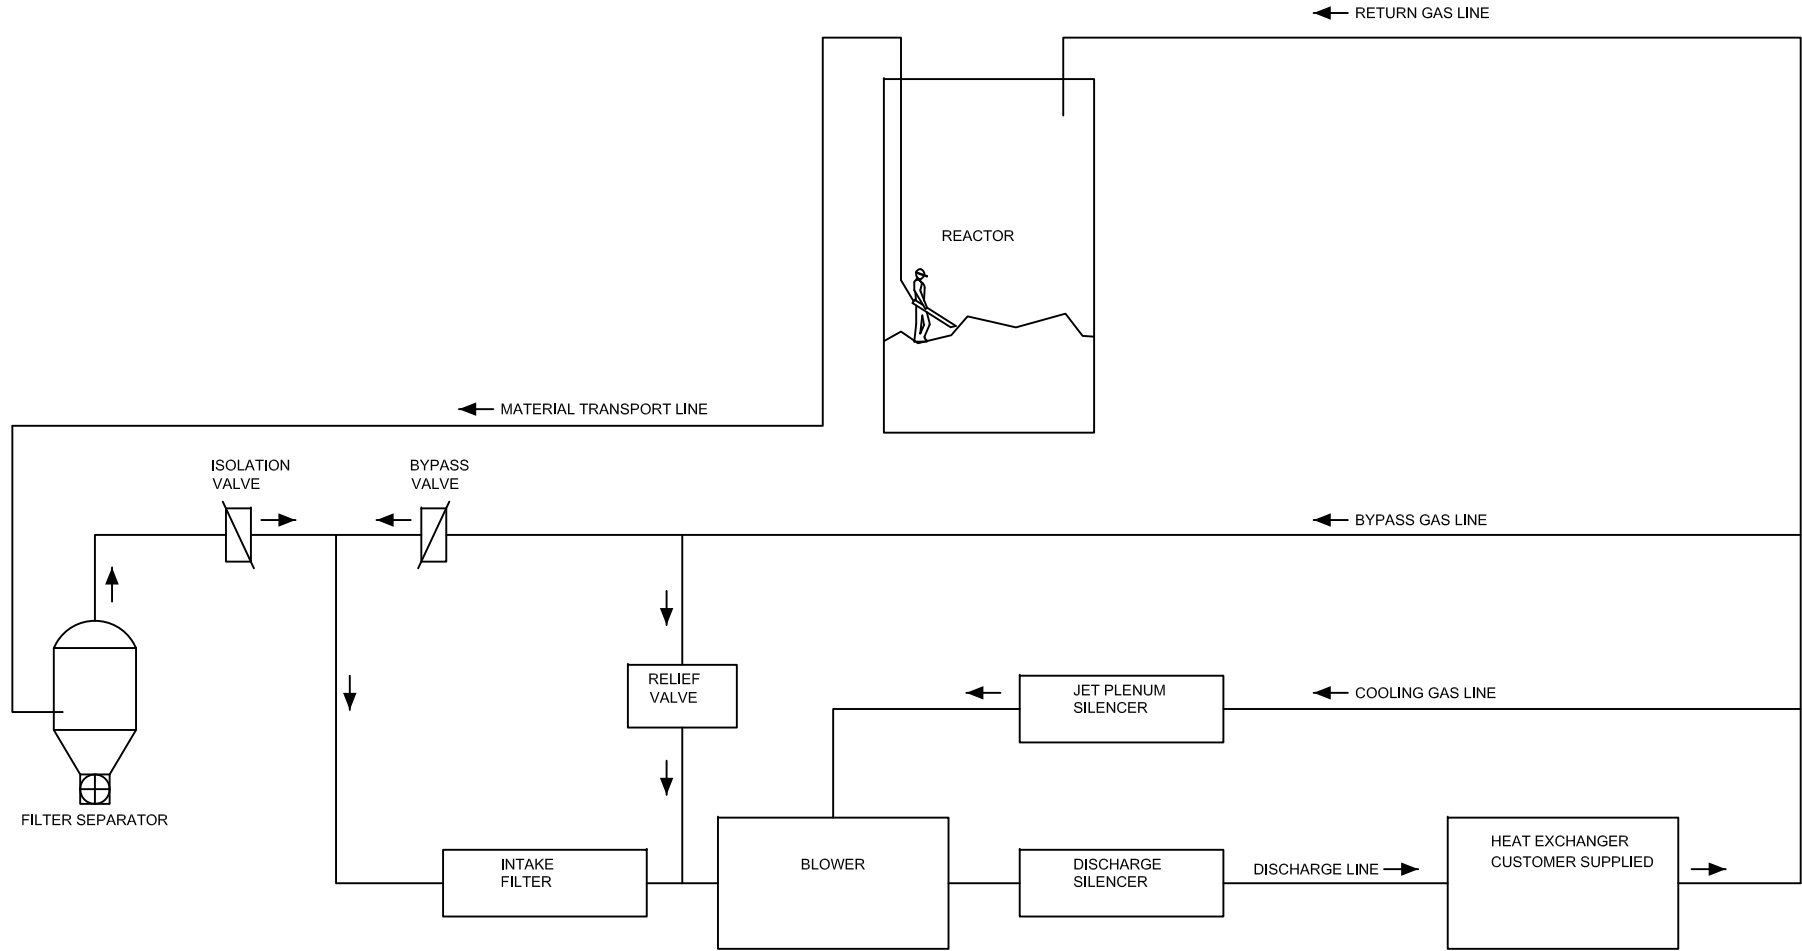 RETURN GAS LINE
REACTOR
MATERIAL TRANSPORT LINE
ISOLATION
VALVE
BYPASS
VALVE
BYPASS GAS LINE
RELIEF
VALVE
JET PLENUM
SILENCER
COOLING GAS LINE
FILTER SEPARATOR
INTAKE
FILTER
BLOWER
DISCHARGE
SILENCER
DISCHARGE LINE
HEAT EXCHANGER
CUSTOMER SUPPLIED